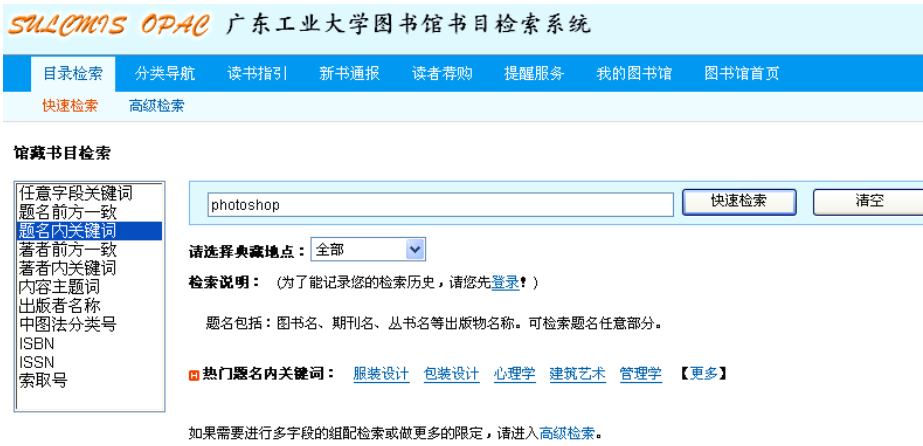 SULCMIS OPAC 广东工业大学图书馆书目检索系统
目录检索 分类导航 读书指引 新书通报 读者荐购 提醒服务 我的图书馆 图书馆首页
快速检索 高级检索
馆藏书目检索
任意字段关键词
题名前方一致
题名内关键词
著者前方一致
著者内关键词
内容主题词
出版者名称
中图法分类号
ISBN
ISSN
索取号
photoshop 快速检索 清空
请选择典藏地点：全部
检索说明： （为了能记录您的检索历史，请您先登录！）
题名包括：图书名、期刊名、丛书名等出版物名称。可检索题名任意部分。
H 热门题名内关键词： 服装设计 包装设计 心理学 建筑艺术 管理学 【更多】
如果需要进行多字段的组配检索或做更多的限定，请进入高级检索。